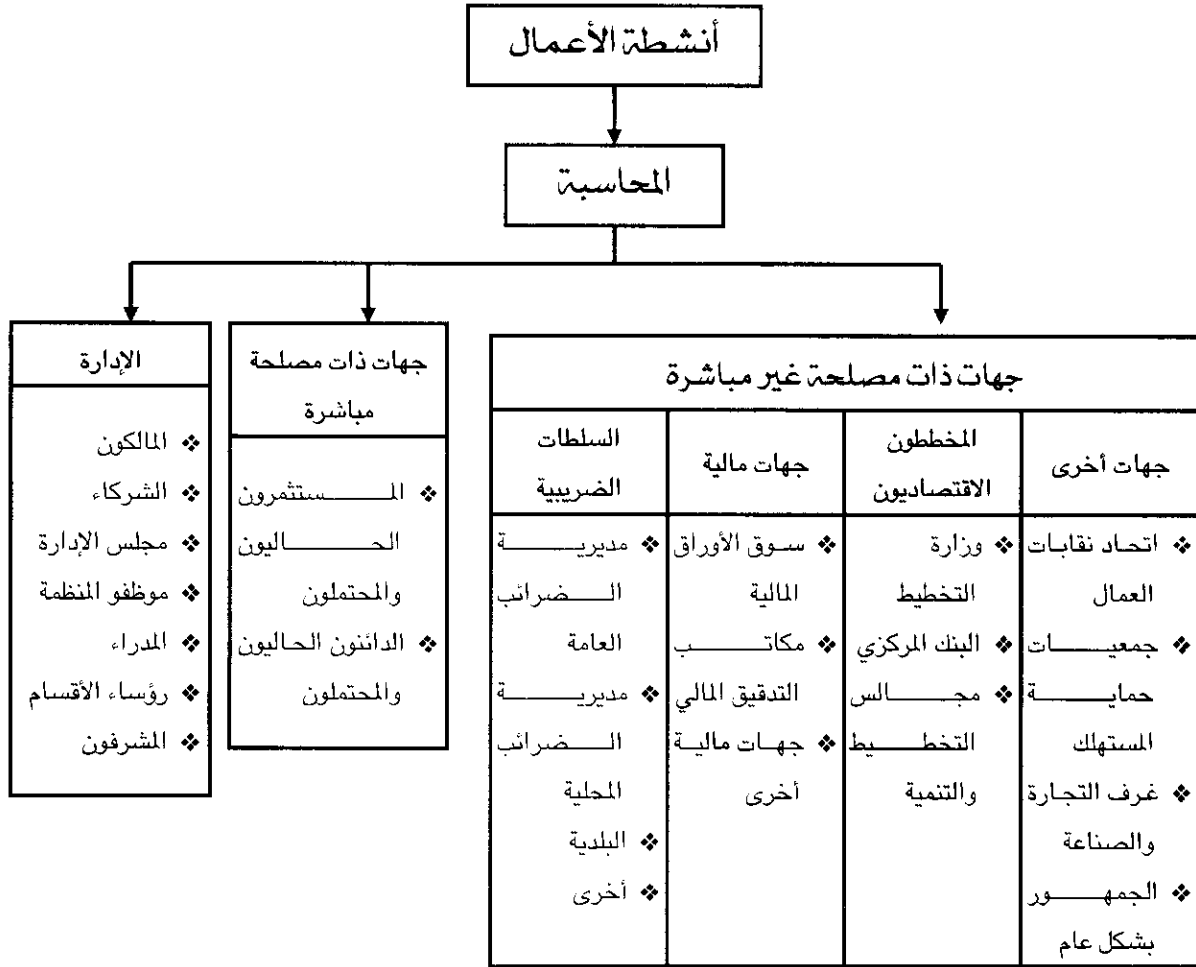 أنشطة الأعمال
المحاسبة
جهات ذات مصلحة غير مباشرة
جهات أخرى
❖ اتحاد نقابات
العمال
❖ جمعيات
حماية
المستهلك
❖ غرف التجارة
والصناعة
❖ الجمهور
بشكل عام
المخططون
الاقتصاديون
❖ وزارة
التخطيط
❖ البنك المركزي
❖ مجالس
التخطيط
والتنمية
جهات مالية
❖ سوق الأوراق
المالية
❖ مكاتب
التدقيق المالي
❖ جهات مالية
أخرى
السلطات
الضريبية
❖ مديرية
الضرائب
العامة
❖ مديرية
الضرائب
المحلية
❖ البلدية
❖ أخرى
جهات ذات مصلحة
مباشرة
❖ المستثمرون
الحاليون
والمحتملون
❖ الدائنون الحاليون
والمحتملون
الإدارة
❖ المالكون
❖ الشركاء
❖ مجلس الإدارة
❖ موظفو المنظمة
❖ المدراء
❖ رؤساء الأقسام
❖ المشرفون